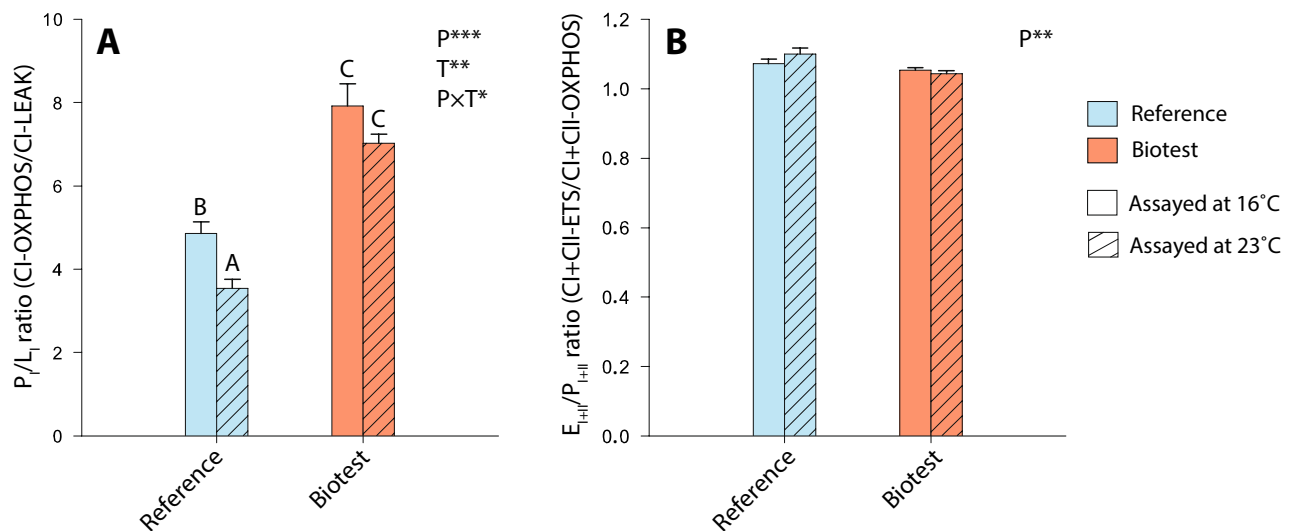 A
P***
T**
P×T*
10
8
6
4
2
0
P_I/L_I ratio (CI-OXPHOS/CI-LEAK)
B
A
C
C
Reference
Biotest
B
P**
1.2
1.0
0.8
0.6
0.4
0.2
0.0
E_I+II/P_I+II ratio (CI+CII-ETS/CI+CII-OXPHOS)
Reference
Biotest
Reference
Biotest
Assayed at 16˚C
Assayed at 23˚C